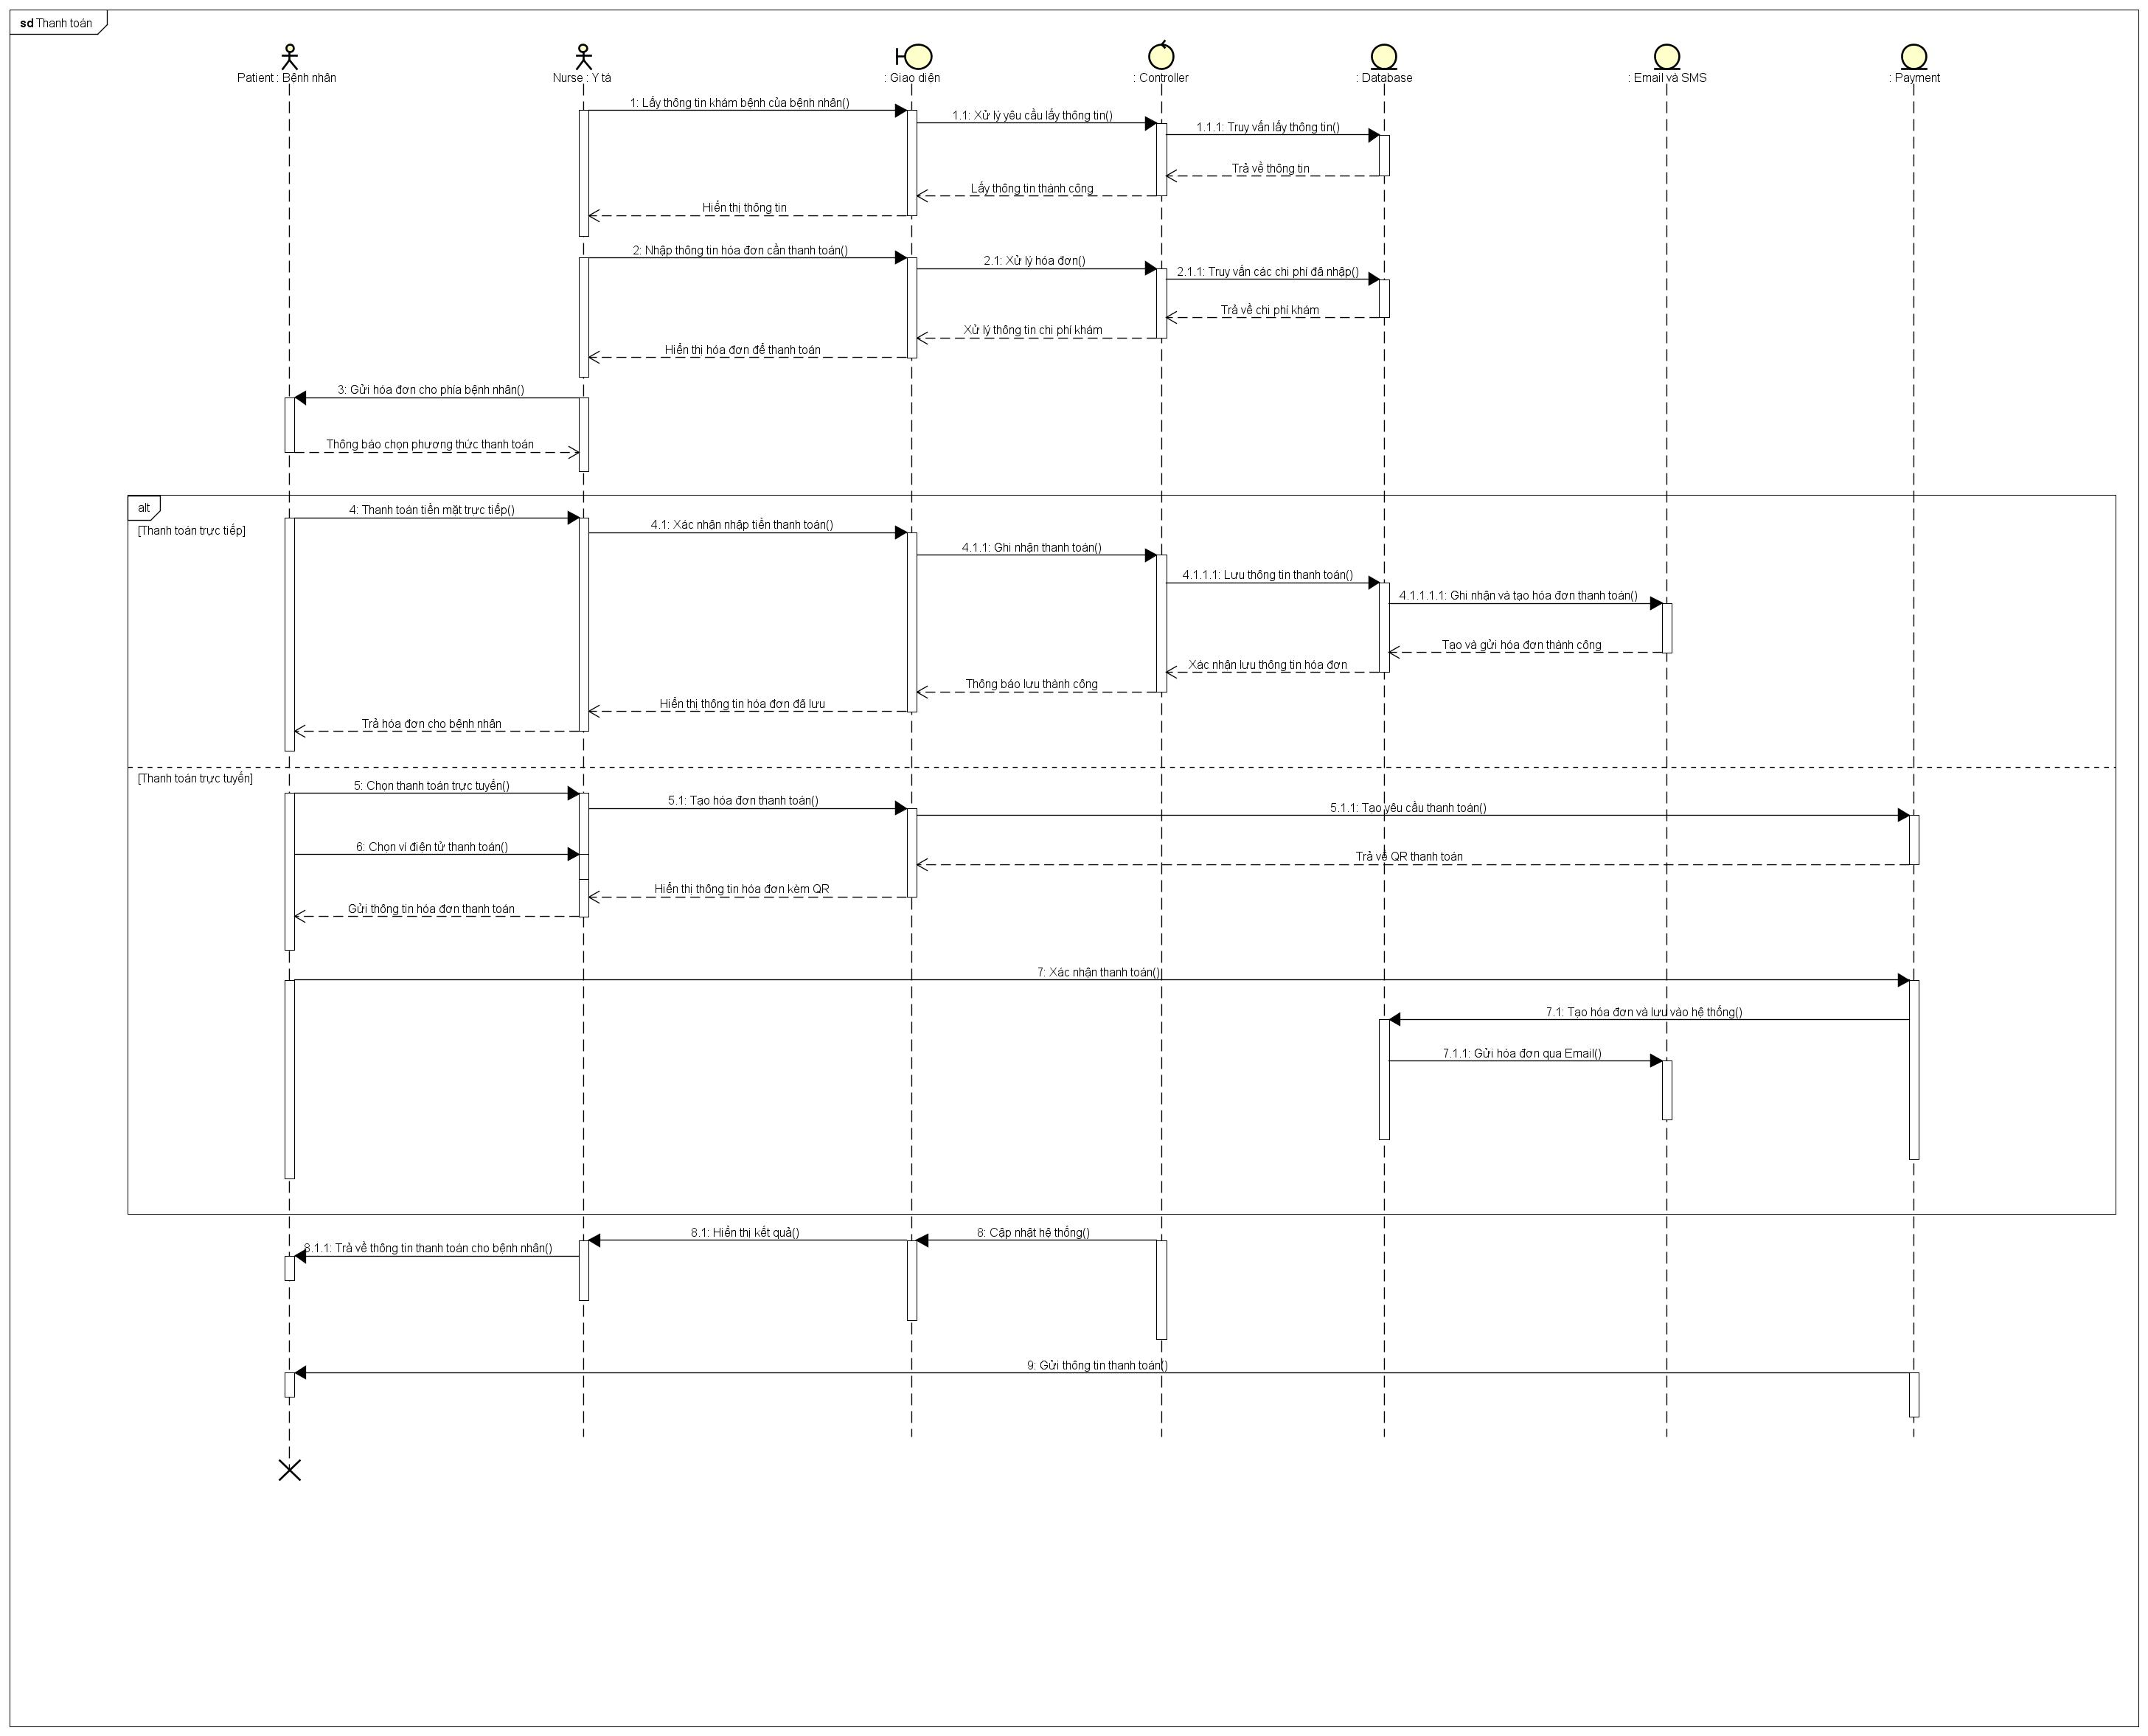 sd Thanh toán
Patient : Bệnh nhân
Nurse : Y tá
: Giao diện
: Controller
: Database
: Email và SMS
: Payment
1: Lấy thông tin khám bệnh của bệnh nhân()
1.1: Xử lý yêu cầu lấy thông tin()
1.1.1: Truy vấn lấy thông tin()
Trả về thông tin
Lấy thông tin thành công
Hiển thị thông tin
2: Nhập thông tin hóa đơn cần thanh toán()
2.1: Xử lý hóa đơn()
2.1.1: Truy vấn các chi phí đã nhập()
Trả về chi phí khám
Xử lý thông tin chi phí khám
Hiển thị hóa đơn để thanh toán
3: Gửi hóa đơn cho phía bệnh nhân()
Thông báo chọn phương thức thanh toán
alt
[Thanh toán trực tiếp]
4: Thanh toán tiền mặt trực tiếp()
4.1: Xác nhận nhập tiền thanh toán()
4.1.1: Ghi nhận thanh toán()
4.1.1.1: Lưu thông tin thanh toán()
4.1.1.1.1: Ghi nhận và tạo hóa đơn thanh toán()
Tạo và gửi hóa đơn thành công
Xác nhận lưu thông tin hóa đơn
Thông báo lưu thành công
Hiển thị thông tin hóa đơn đã lưu
Trả hóa đơn cho bệnh nhân
[Thanh toán trực tuyến]
5: Chọn thanh toán trực tuyến()
5.1: Tạo hóa đơn thanh toán()
5.1.1: Tạo yêu cầu thanh toán()
6: Chọn ví điện tử thanh toán()
Trả về QR thanh toán
Hiển thị thông tin hóa đơn kèm QR
Gửi thông tin hóa đơn thanh toán
7: Xác nhận thanh toán()
7.1: Tạo hóa đơn và lưu vào hệ thống()
7.1.1: Gửi hóa đơn qua Email()
8: Cập nhật hệ thống()
8.1: Hiển thị kết quả()
8.1.1: Trả về thông tin thanh toán cho bệnh nhân()
9: Gửi thông tin thanh toán()